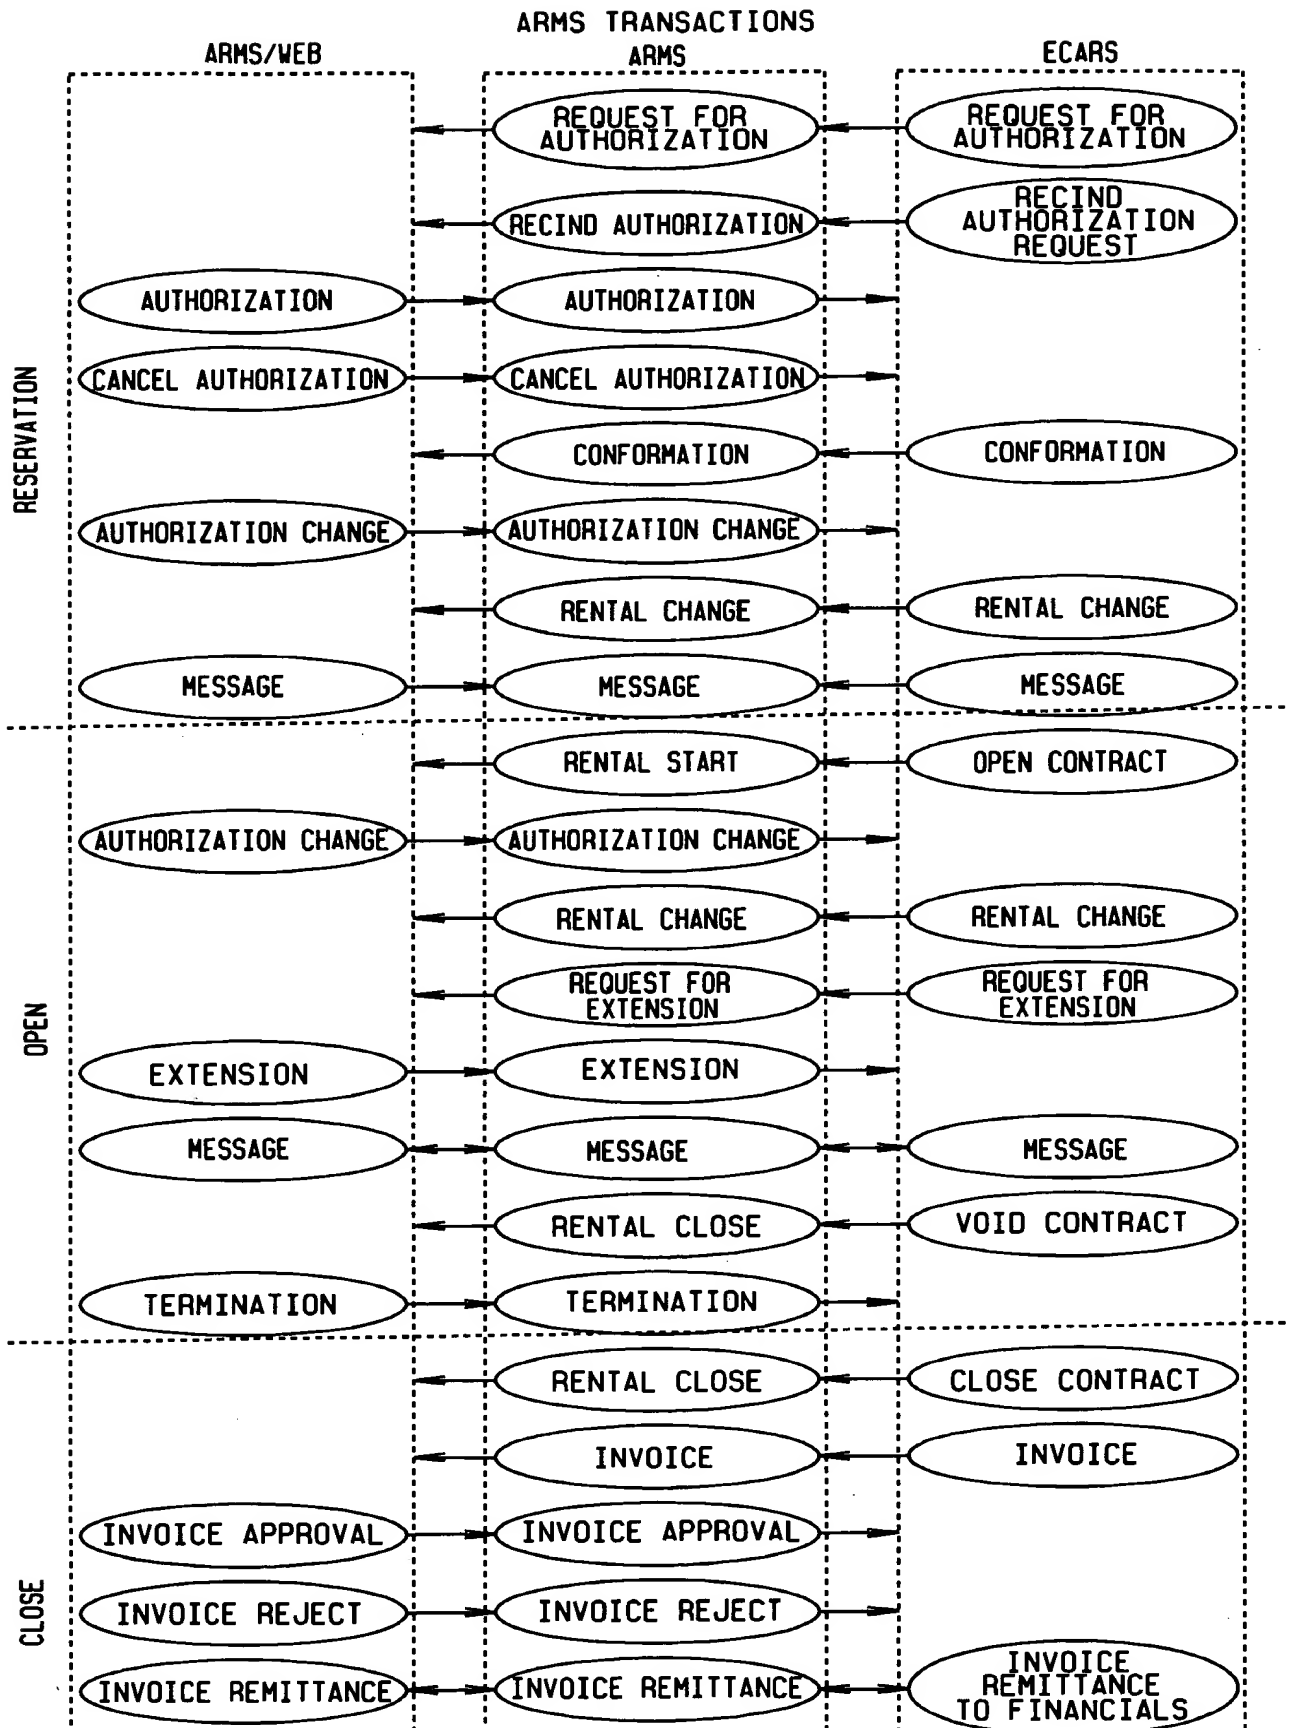 ARMS TRANSACTIONS
ARMS/WEB
ARMS
ECARS
RESERVATION
REQUEST FOR
AUTHORIZATION
REQUEST FOR
AUTHORIZATION
RECIND AUTHORIZATION
RECIND
AUTHORIZATION
REQUEST
AUTHORIZATION
AUTHORIZATION
CANCEL AUTHORIZATION
CANCEL AUTHORIZATION
CONFORMATION
CONFORMATION
AUTHORIZATION CHANGE
AUTHORIZATION CHANGE
RENTAL CHANGE
RENTAL CHANGE
MESSAGE
MESSAGE
MESSAGE
OPEN
RENTAL START
OPEN CONTRACT
AUTHORIZATION CHANGE
AUTHORIZATION CHANGE
RENTAL CHANGE
RENTAL CHANGE
REQUEST FOR
EXTENSION
REQUEST FOR
EXTENSION
EXTENSION
EXTENSION
MESSAGE
MESSAGE
MESSAGE
RENTAL CLOSE
VOID CONTRACT
TERMINATION
TERMINATION
CLOSE
RENTAL CLOSE
CLOSE CONTRACT
INVOICE
INVOICE
INVOICE APPROVAL
INVOICE APPROVAL
INVOICE REJECT
INVOICE REJECT
INVOICE REMITTANCE
INVOICE REMITTANCE
INVOICE
REMITTANCE
TO FINANCIALS